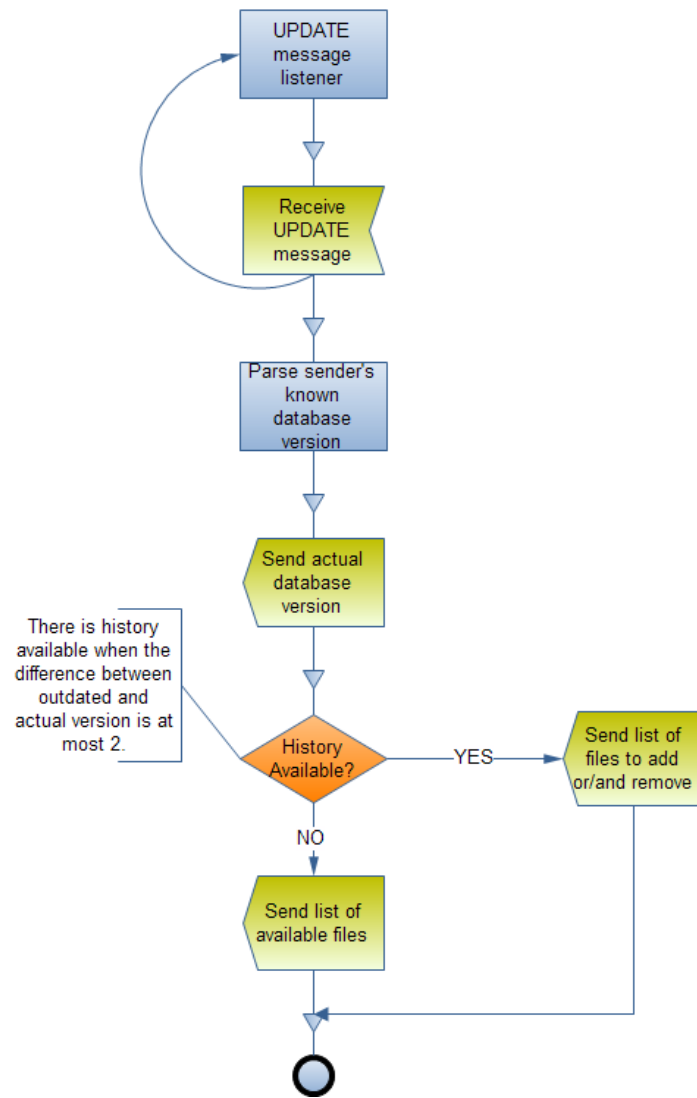 UPDATE
message
listener
Receive
UPDATE
message
Parse sender's
known
database
version
Send actual
database
version
There is history
available when the
difference between
outdated and
actual version is at
most 2.
History
Available?
YES
Send list of
files to add
or/and remove
NO
Send list of
available files